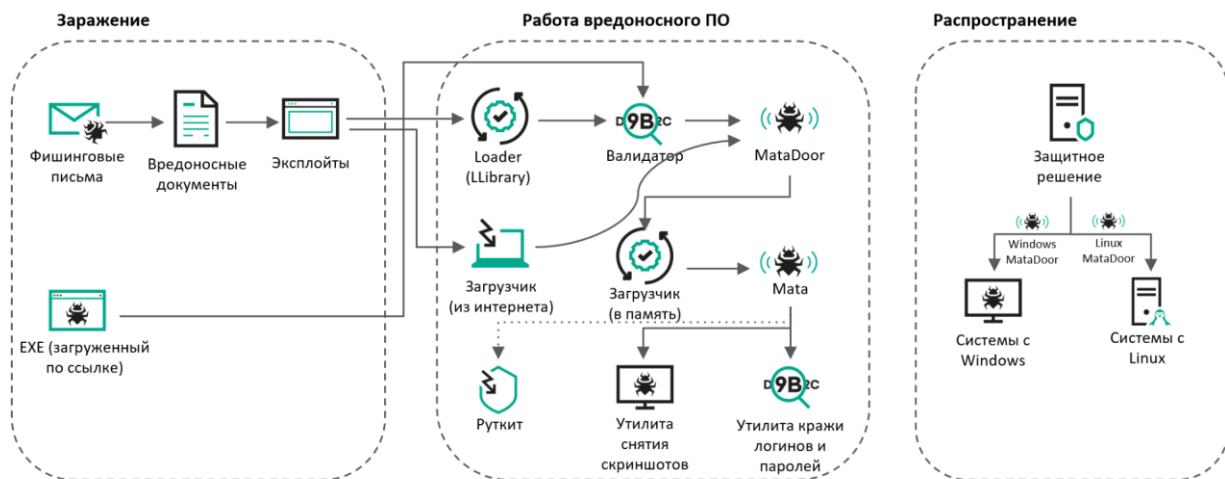 Заражение
Фишинговые
письма
Вредоносные
документы
Эксплойты
EXE (загруженный
по ссылке)
Работа вредоносного ПО
Loader
(LLibrary)
D9B2C
Валидатор
MataDoor
Загрузчик
(из интернета)
Загрузчик
(в память)
Mata
Руткит
Утилита
снятия
скриншотов
D9B2C
Утилита кражи
логинов и
паролей
Распространение
Защитное
решение
Windows
MataDoor
Linux
MataDoor
Системы с
Windows
Системы с
Linux